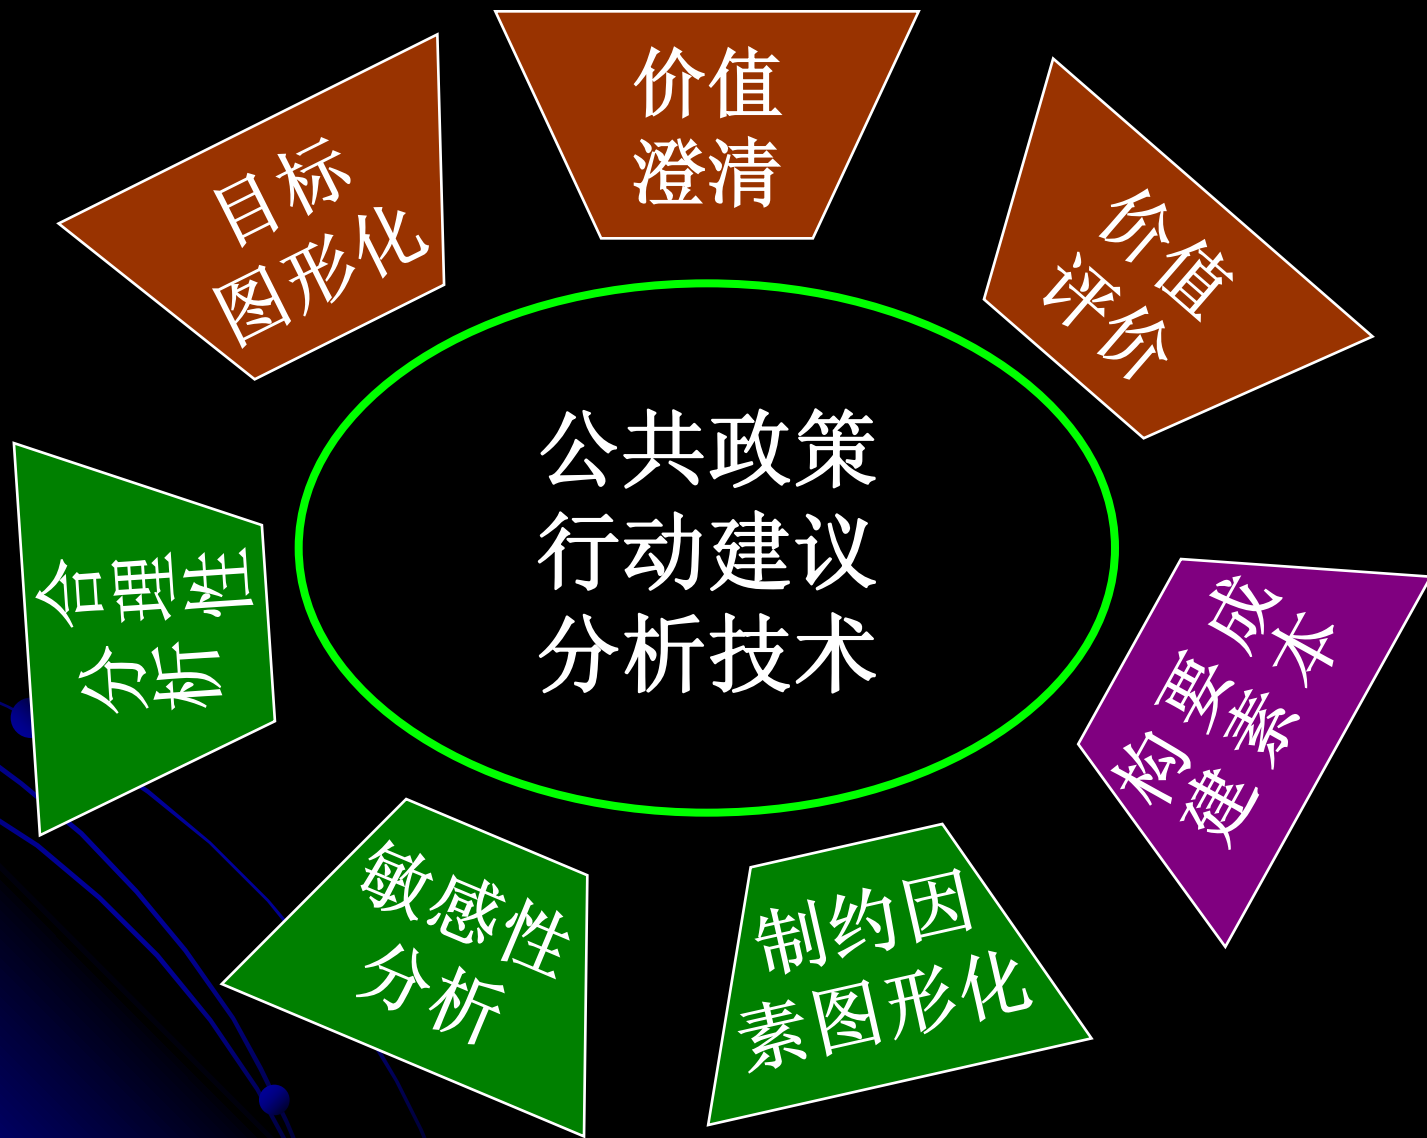 价值
澄清
目标
图形化
价值
评价
公共政策
行动建议
分析技术
合理性
分析
成本
要素
构建
敏感性
分析
制约因
素图形化